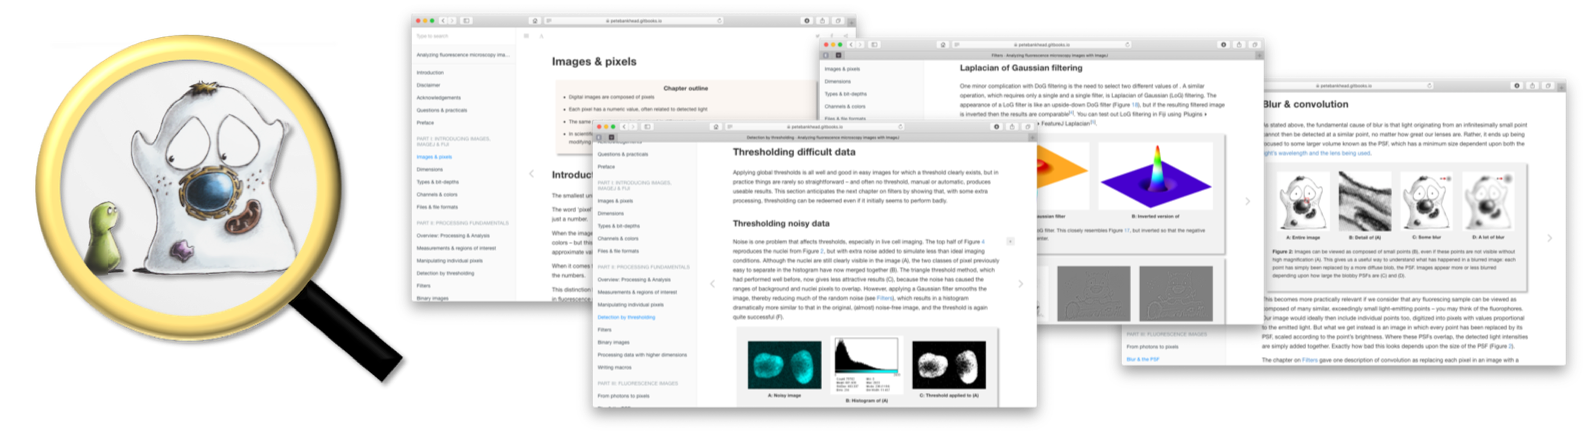 petebankhead.gitbooks.io
Type to search
Analyzing fluorescence microscopy ima...
Introduction
Disclaimer
Acknowledgements
Questions & practicals
Preface
PART I: INTRODUCING IMAGES,
IMAGEJ & FIJI
Images & pixels
Dimensions
Types & bit-depths
Channels & colors
Files & file formats
PART II: PROCESSING FUNDAMENTALS
Overview: Processing & Analysis
Measurements & regions of interest
Manipulating individual pixels
Detection by thresholding
Filters
Binary images
Images & pixels
Chapter outline
Digital images are composed of pixels
Each pixel has a numeric value, often related to detected light
The same
In scienti
modifying
Introduct
The smallest un
The word 'pixel'
just a number.
When the image
colors – but this
approximate va
When it comes t
the numbers.
This distinction
in fluorescence
petebankhead.gitbooks.io
Detection by thresholding · Analyzing fluorescence microscopy images with ImageJ
Acknowledgements
Questions & practicals
Preface
PART I: INTRODUCING IMAGES,
IMAGEJ & FIJI
Images & pixels
Dimensions
Types & bit-depths
Channels & colors
Files & file formats
PART II: PROCESSING FUNDAMENTALS
Overview: Processing & Analysis
Measurements & regions of interest
Manipulating individual pixels
Detection by thresholding
Filters
Binary images
Processing data with higher dimensions
Writing macros
PART III: FLUORESCENCE IMAGES
From photons to pixels
Thresholding difficult data
Applying global thresholds is all well and good in easy images for which a threshold clearly exists, but in
practice things are rarely so straightforward – and often no threshold, manual or automatic, produces
useable results. This section anticipates the next chapter on filters by showing that, with some extra
processing, thresholding can be redeemed even if it initially seems to perform badly.
Thresholding noisy data
Noise is one problem that affects thresholds, especially in live cell imaging. The top half of Figure 4
reproduces the nuclei from Figure 2, but with extra noise added to simulate less than ideal imaging
conditions. Although the nuclei are still clearly visible in the image (A), the two classes of pixel previously
easy to separate in the histogram have now merged together (B). The triangle threshold method, which
had performed well before, now gives less attractive results (C), because the noise has caused the
ranges of background and nuclei pixels to overlap. However, applying a Gaussian filter smooths the
image, thereby reducing much of the random noise (see Filters), which results in a histogram
dramatically more similar to that in the original, (almost) noise-free image, and the threshold is again
quite successful (F).
A: Noisy image
B: Histogram of (A)
C: Threshold applied to (A)
petebankhead.gitbooks.io
Filters · Analyzing fluorescence microscopy images with ImageJ
Images & pixels
Dimensions
Types & bit-depths
Channels & colors
Files & file formats
Laplacian of Gaussian filtering
One minor complication with DoG filtering is the need to select two different values of . A similar
operation, which requires only a single and a single filter, is Laplacian of Gaussian (LoG) filtering. The
appearance of a LoG filter is like an upside-down DoG filter (Figure 18), but if the resulting filtered image
is inverted then the results are comparable. You can test out LoG filtering in Fiji using Plugins ▸
▸ FeatureJ Laplacian.
aussian filter
B: Inverted version of
oG filter. This closely resembles Figure 17, but inverted so that the negative
petebankhead.gitbooks.io
Blur & convolution
As stated above, the fundamental cause of blur is that light originating from an infinitesimally small point
cannot then be detected at a similar point, no matter how great our lenses are. Rather, it ends up being
focused to some larger volume known as the PSF, which has a minimum size dependent upon both the
light's wavelength and the lens being used.
A: Entire image
B: Detail of (A)
C: Some blur
D: A lot of blur
Figure 2: Images can be viewed as composed of small points (B), even if these points are not visible without
high magnification (A). This gives us a useful way to understand what has happened in a blurred image: each
point has simply been replaced by a more diffuse blob, the PSF. Images appear more or less blurred
depending upon how large the blobby PSFs are (C) and (D).
This becomes more practically relevant if we consider that any fluorescing sample can be viewed as
composed of many similar, exceedingly small light-emitting points – you may think of the fluorophores.
Our image would ideally then include individual points too, digitized into pixels with values proportional
to the emitted light. But what we get instead is an image in which every point has been replaced by its
PSF, scaled according to the point's brightness. Where these PSFs overlap, the detected light intensities
are simply added together. Exactly how bad this looks depends upon the size of the PSF (Figure 2).
The chapter on Filters gave one description of convolution as replacing each pixel in an image with a
PART III: FLUORESCENCE IMAGES
From photons to pixels
Blur & the PSF